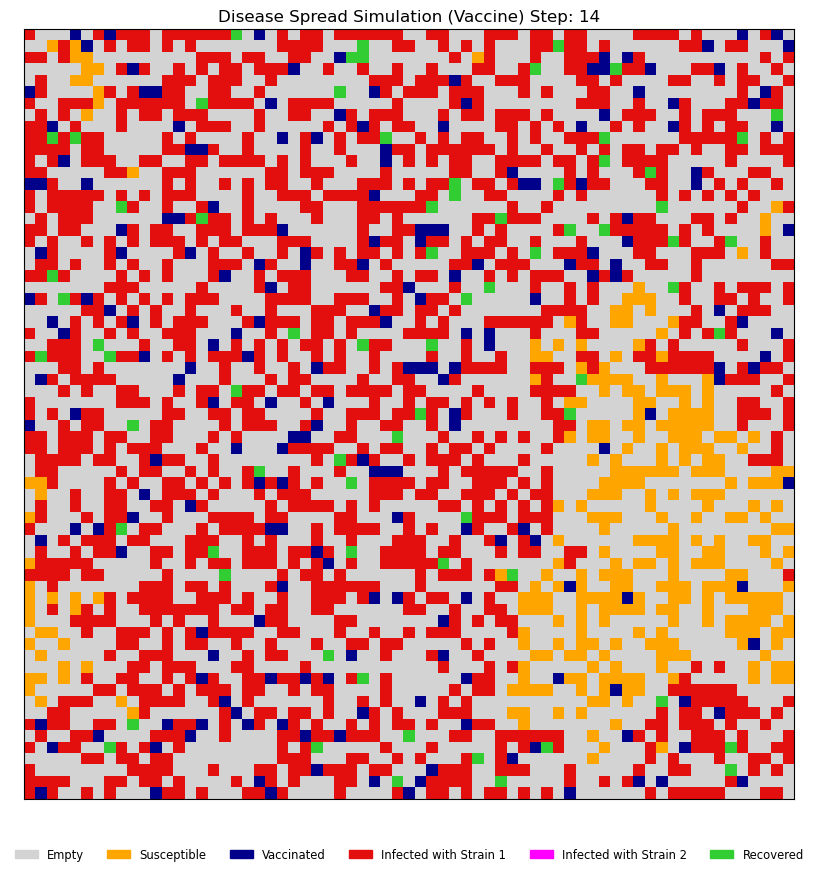 Disease Spread Simulation (Vaccine) Step: 14
Empty Susceptible Vaccinated Infected with Strain 1 Infected with Strain 2 Recovered